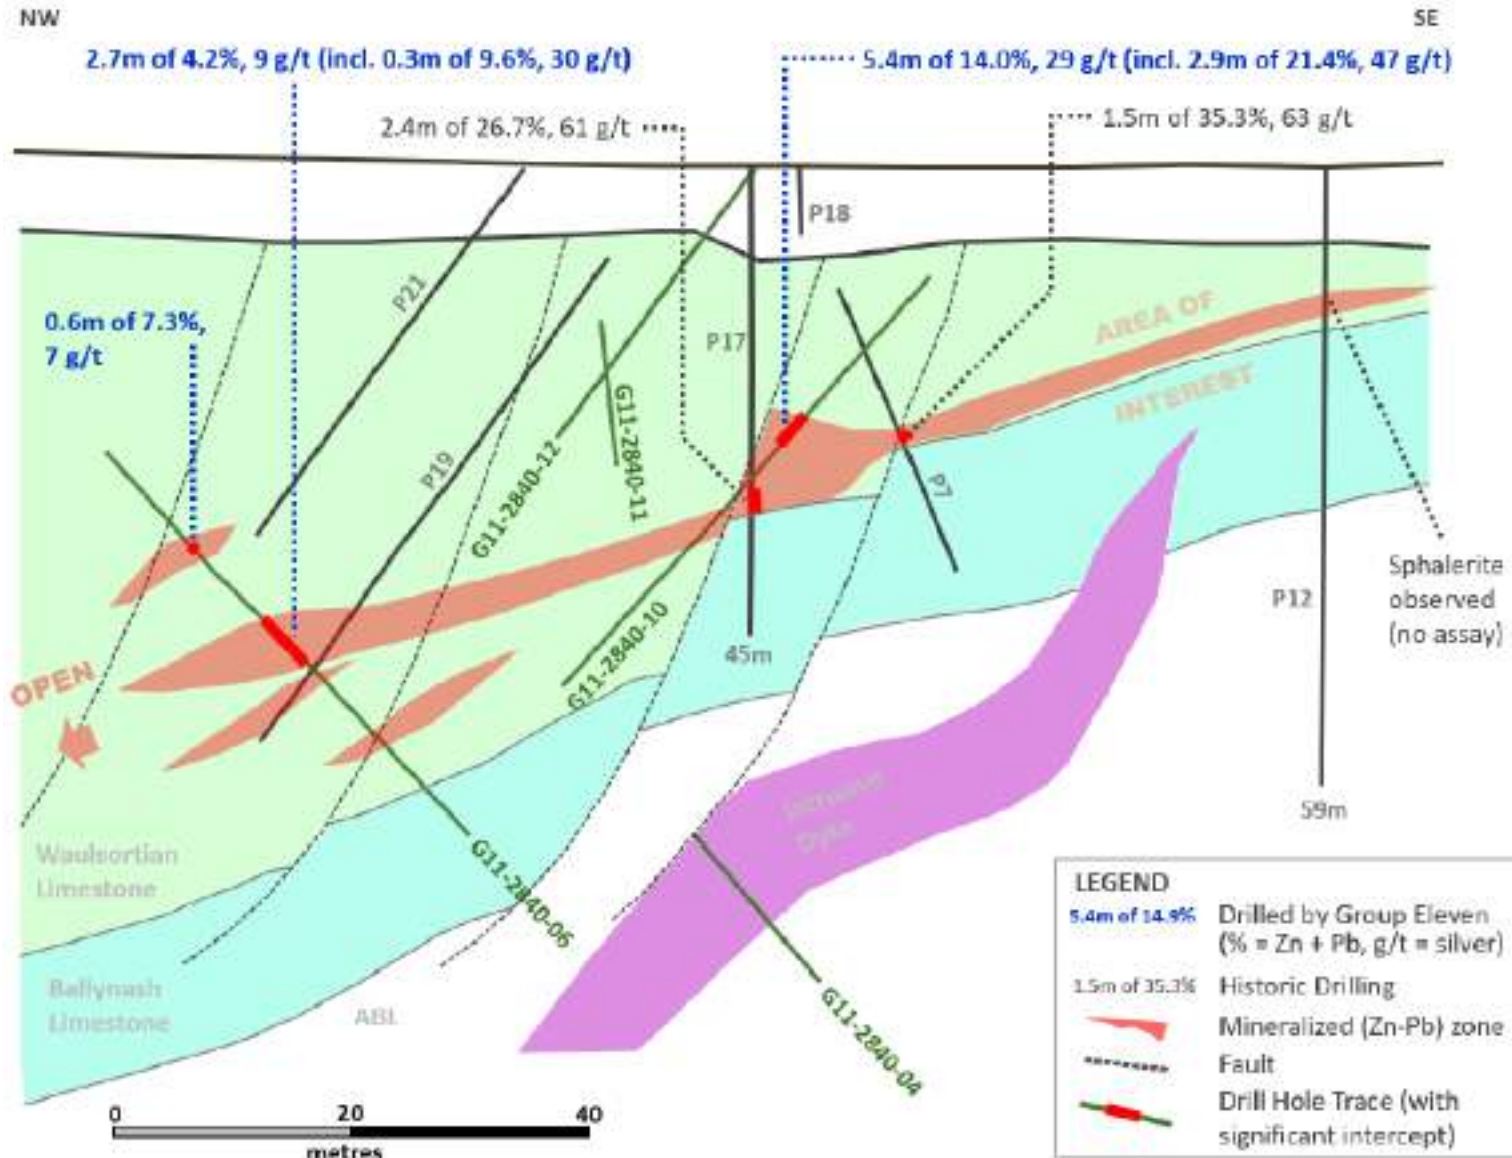 NW
SE
2.7m of 4.2%, 9 g/t (incl. 0.3m of 9.6%, 30 g/t)
5.4m of 14.0%, 29 g/t (incl. 2.9m of 21.4%, 47 g/t)
2.4m of 26.7%, 61 g/t
1.5m of 35.3%, 63 g/t
P18
P21
0.6m of 7.3%,
7 g/t
P17
AREA OF
INTEREST
G11-2840-11
P19
G11-2840-12
P7
Sphalerite
observed
(no assay)
P12
G11-2840-10
45m
OPEN
59m
Intrusive
Dyke
Waulsortian
Limestone
G11-2840-06
Ballynash
Limestone
ABL
G11-2840-04
0 20 40
metres
LEGEND
5.4m of 14.9% Drilled by Group Eleven
(% = Zn + Pb, g/t = silver)
1.5m of 35.3% Historic Drilling
Mineralized (Zn-Pb) zone
Fault
Drill Hole Trace (with
significant intercept)